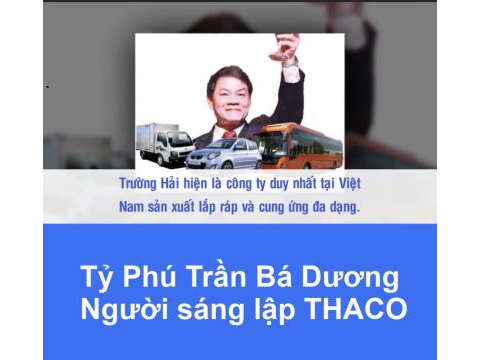 Trường Hải hiện là công ty duy nhất tại Việt
Nam sản xuất lắp ráp và cung ứng đa dạng.
Tỷ Phú Trần Bá Dương
Người sáng lập THACO